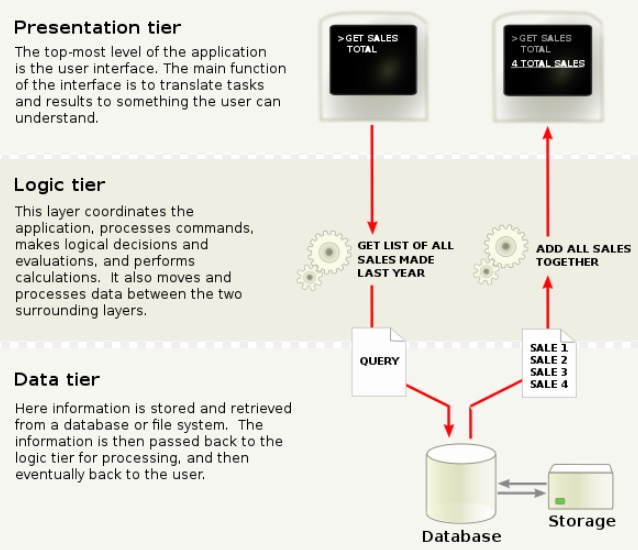 Presentation tier
The top-most level of the application
is the user interface. The main function
of the interface is to translate tasks
and results to something the user can
understand.
>GET SALES
TOTAL
>GET SALES
TOTAL
4 TOTAL SALES
Logic tier
This layer coordinates the
application, processes commands,
makes logical decisions and
evaluations, and performs
calculations. It also moves and
processes data between the two
surrounding layers.
GET LIST OF ALL
SALES MADE
LAST YEAR
ADD ALL SALES
TOGETHER
QUERY
SALE 1
SALE 2
SALE 3
SALE 4
Data tier
Here information is stored and retrieved
from a database or file system. The
information is then passed back to the
logic tier for processing, and then
eventually back to the user.
Database
Storage